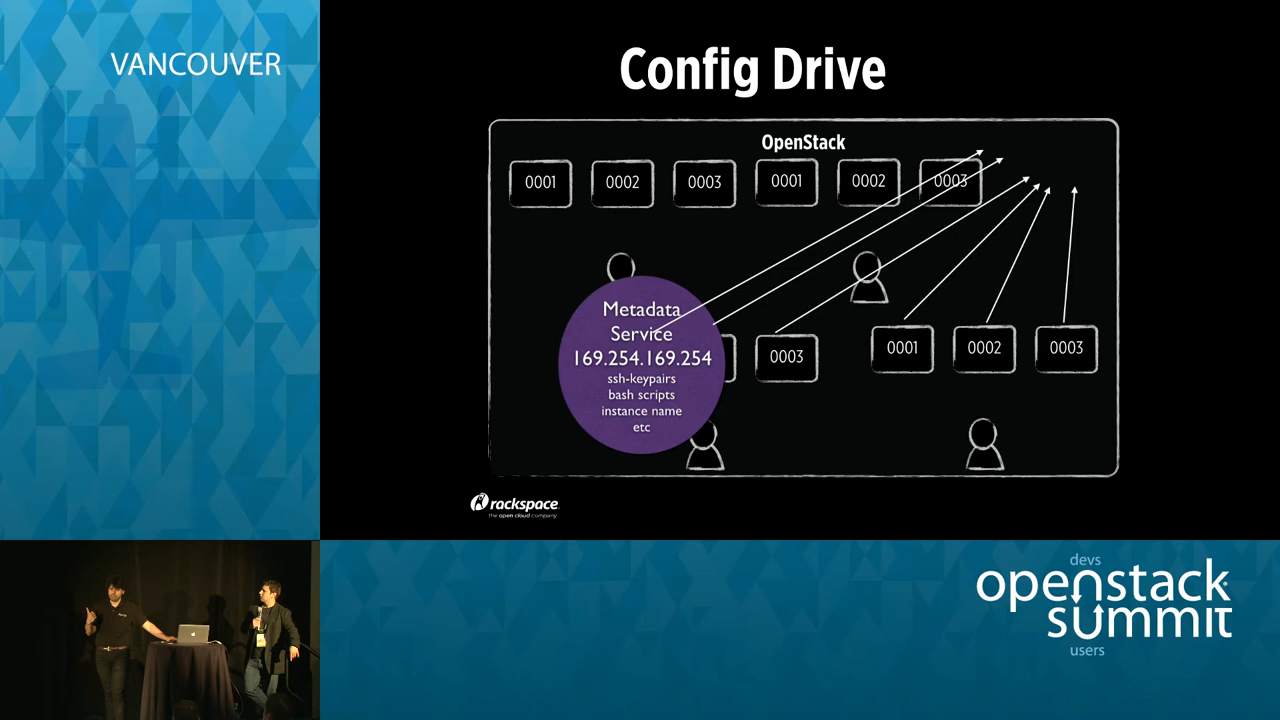 VANCOUVER
Config Drive
OpenStack
0001 0002 0003 0001 0002 0003
Metadata
Service
169.254.169.254
ssh-keypairs
bash scripts
instance name
etc
0003
0001 0002 0003
rackspace
the open cloud company
devs
openstack
summit
users